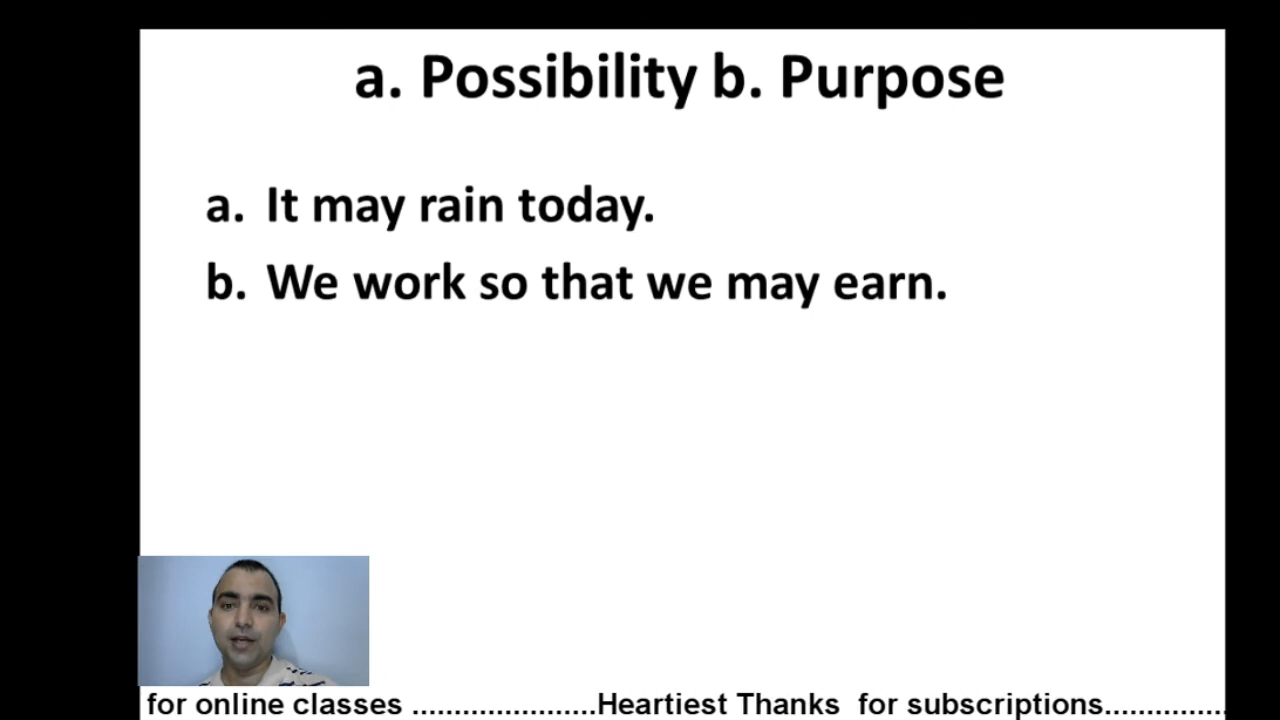 a. Possibility b. Purpose
a. It may rain today.
b. We work so that we may earn.
for online classes .....................Heartiest Thanks  for subscriptions...............